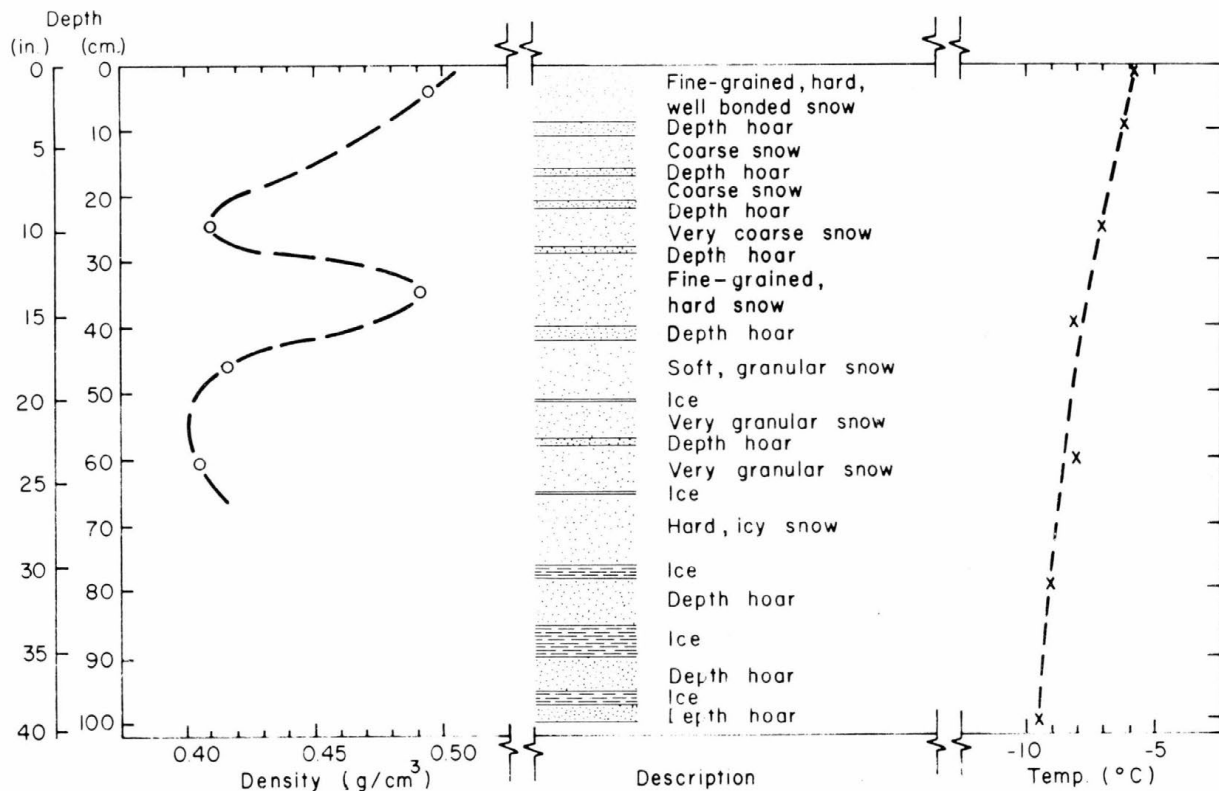 Depth
(in.) (cm.)
0
5
10
15
20
25
30
35
40
0
10
20
30
40
50
60
70
80
90
100
0.40 0.45 0.50
Density (g/cm³)
Fine-grained, hard,
well bonded snow
Depth hoar
Coarse snow
Depth hoar
Coarse snow
Depth hoar
Very coarse snow
Depth hoar
Fine-grained,
hard snow
Depth hoar
Soft, granular snow
Ice
Very granular snow
Depth hoar
Very granular snow
Ice
Hard, icy snow
Ice
Depth hoar
Ice
Depth hoar
Ice
Depth hoar
Description
-10 -5
Temp. (°C)